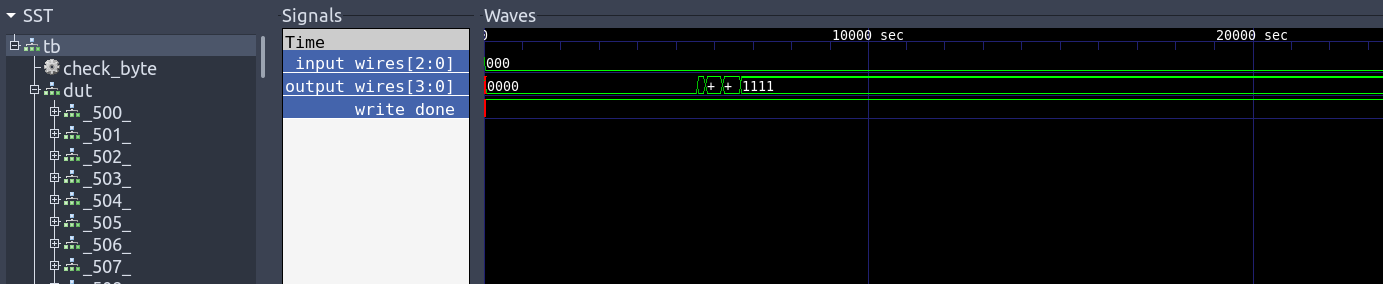 SST
Signals
Waves
tb
check_byte
dut
_500_
_501_
_502_
_503_
_504_
_505_
_506_
_507_
Time
input wires[2:0]
output wires[3:0]
write done
0
10000 sec
20000 sec
000
0000
+
+
1111